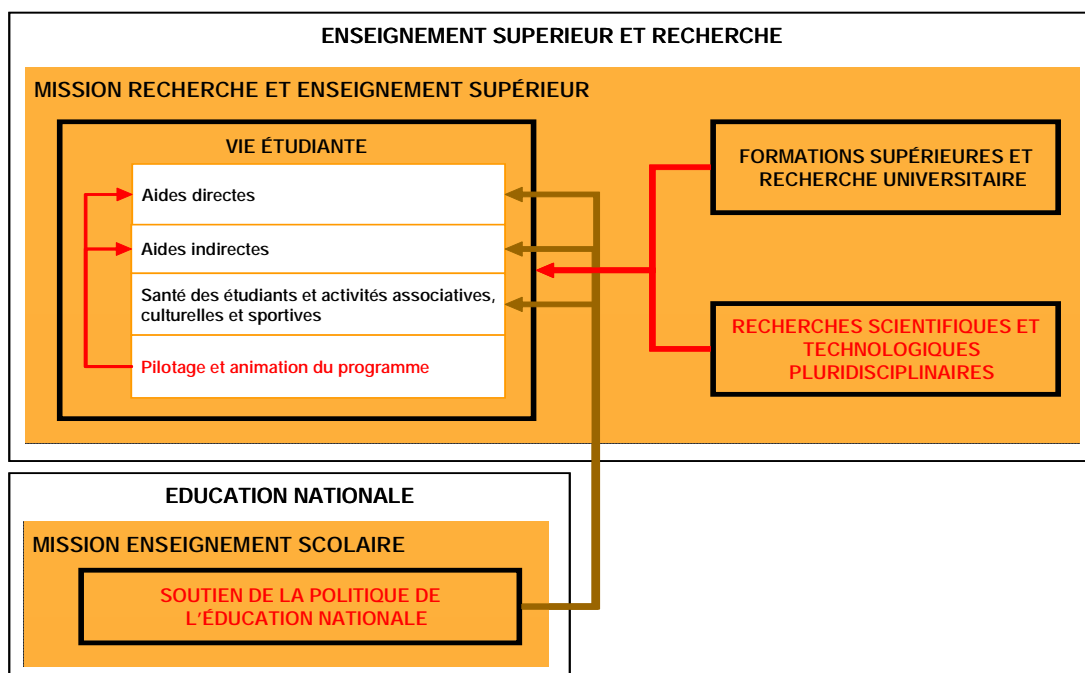 ENSEIGNEMENT SUPERIEUR ET RECHERCHE
MISSION RECHERCHE ET ENSEIGNEMENT SUPÉRIEUR
VIE ÉTUDIANTE
Aides directes
Aides indirectes
Santé des étudiants et activités associatives,
culturelles et sportives
Pilotage et animation du programme
FORMATIONS SUPÉRIEURES ET
RECHERCHE UNIVERSITAIRE
RECHERCHES SCIENTIFIQUES ET
TECHNOLOGIQUES
PLURIDISCIPLINAIRES
EDUCATION NATIONALE
MISSION ENSEIGNEMENT SCOLAIRE
SOUTIEN DE LA POLITIQUE DE
L'ÉDUCATION NATIONALE